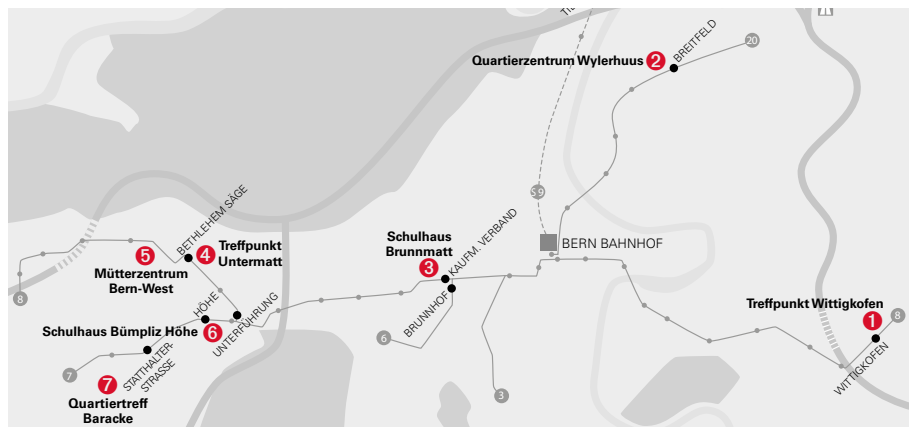 Quartierzentrum Wylerhuus
2
BREITFELD
20
S 9
BETHLEHEM SÄGE
Treffpunkt
Untermatt
4
5
Mütterzentrum
Bern-West
8
Schulhaus
Brunnmatt
3
KAUFM. VERBAND
BERN BAHNHOF
HÖHE
UNTERFÜHRUNG
BRUNNHOF
6
Schulhaus Bümpliz Höhe
6
STATTHALTER-
STRASSE
7
7
Quartiertreff
Baracke
3
Treffpunkt Wittigkofen
1
8
WITTIGKOFEN